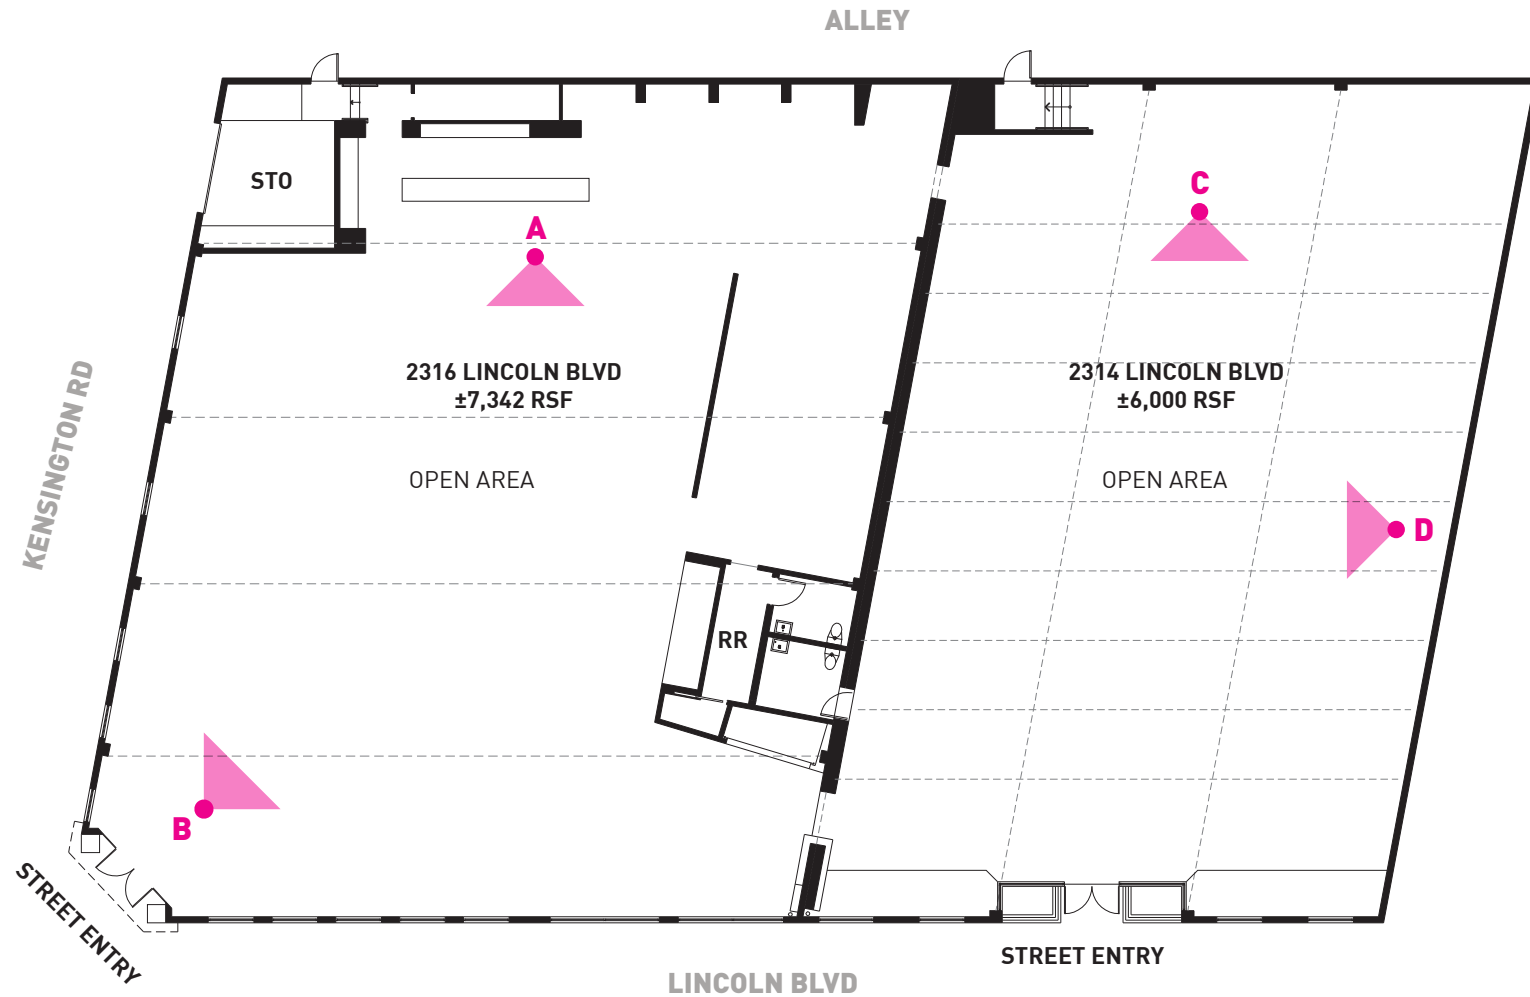 ALLEY
STO
A
C
2316 LINCOLN BLVD
±7,342 RSF
2314 LINCOLN BLVD
±6,000 RSF
KENSINGTON RD
OPEN AREA
OPEN AREA
D
RR
B
STREET ENTRY
STREET ENTRY
LINCOLN BLVD